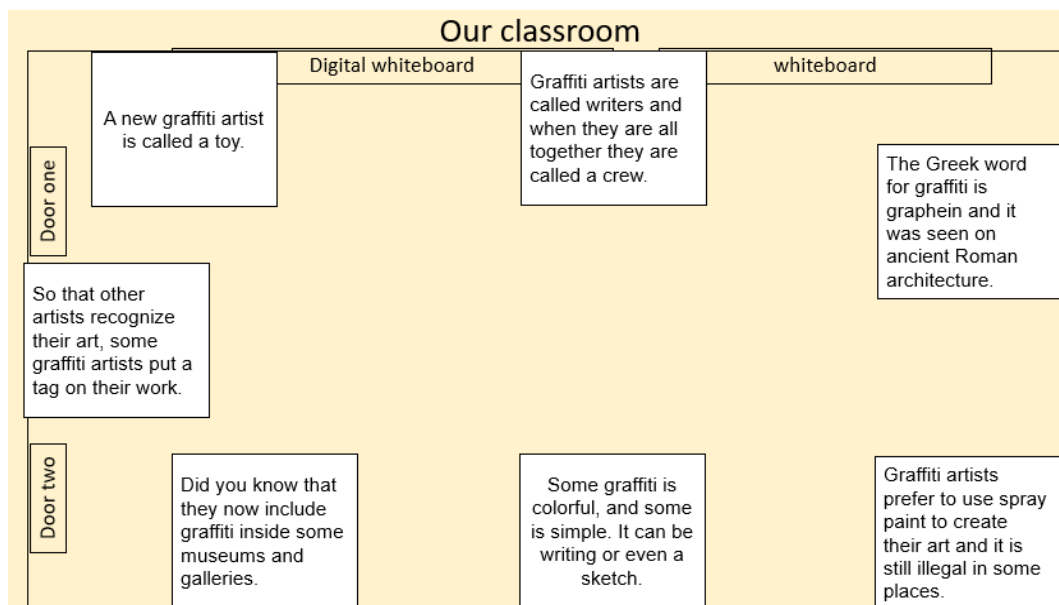 Our classroom
Digital whiteboard
whiteboard
A new graffiti artist
is called a toy.
Graffiti artists are
called writers and
when they are all
together they are
called a crew.
Door one
The Greek word
for graffiti is
graphein and it
was seen on
ancient Roman
architecture.
So that other
artists recognize
their art, some
graffiti artists put a
tag on their work.
Door two
Did you know that
they now include
graffiti inside some
museums and
galleries.
Some graffiti is
colorful, and some
is simple. It can be
writing or even a
sketch.
Graffiti artists
prefer to use spray
paint to create
their art and it is
still illegal in some
places.